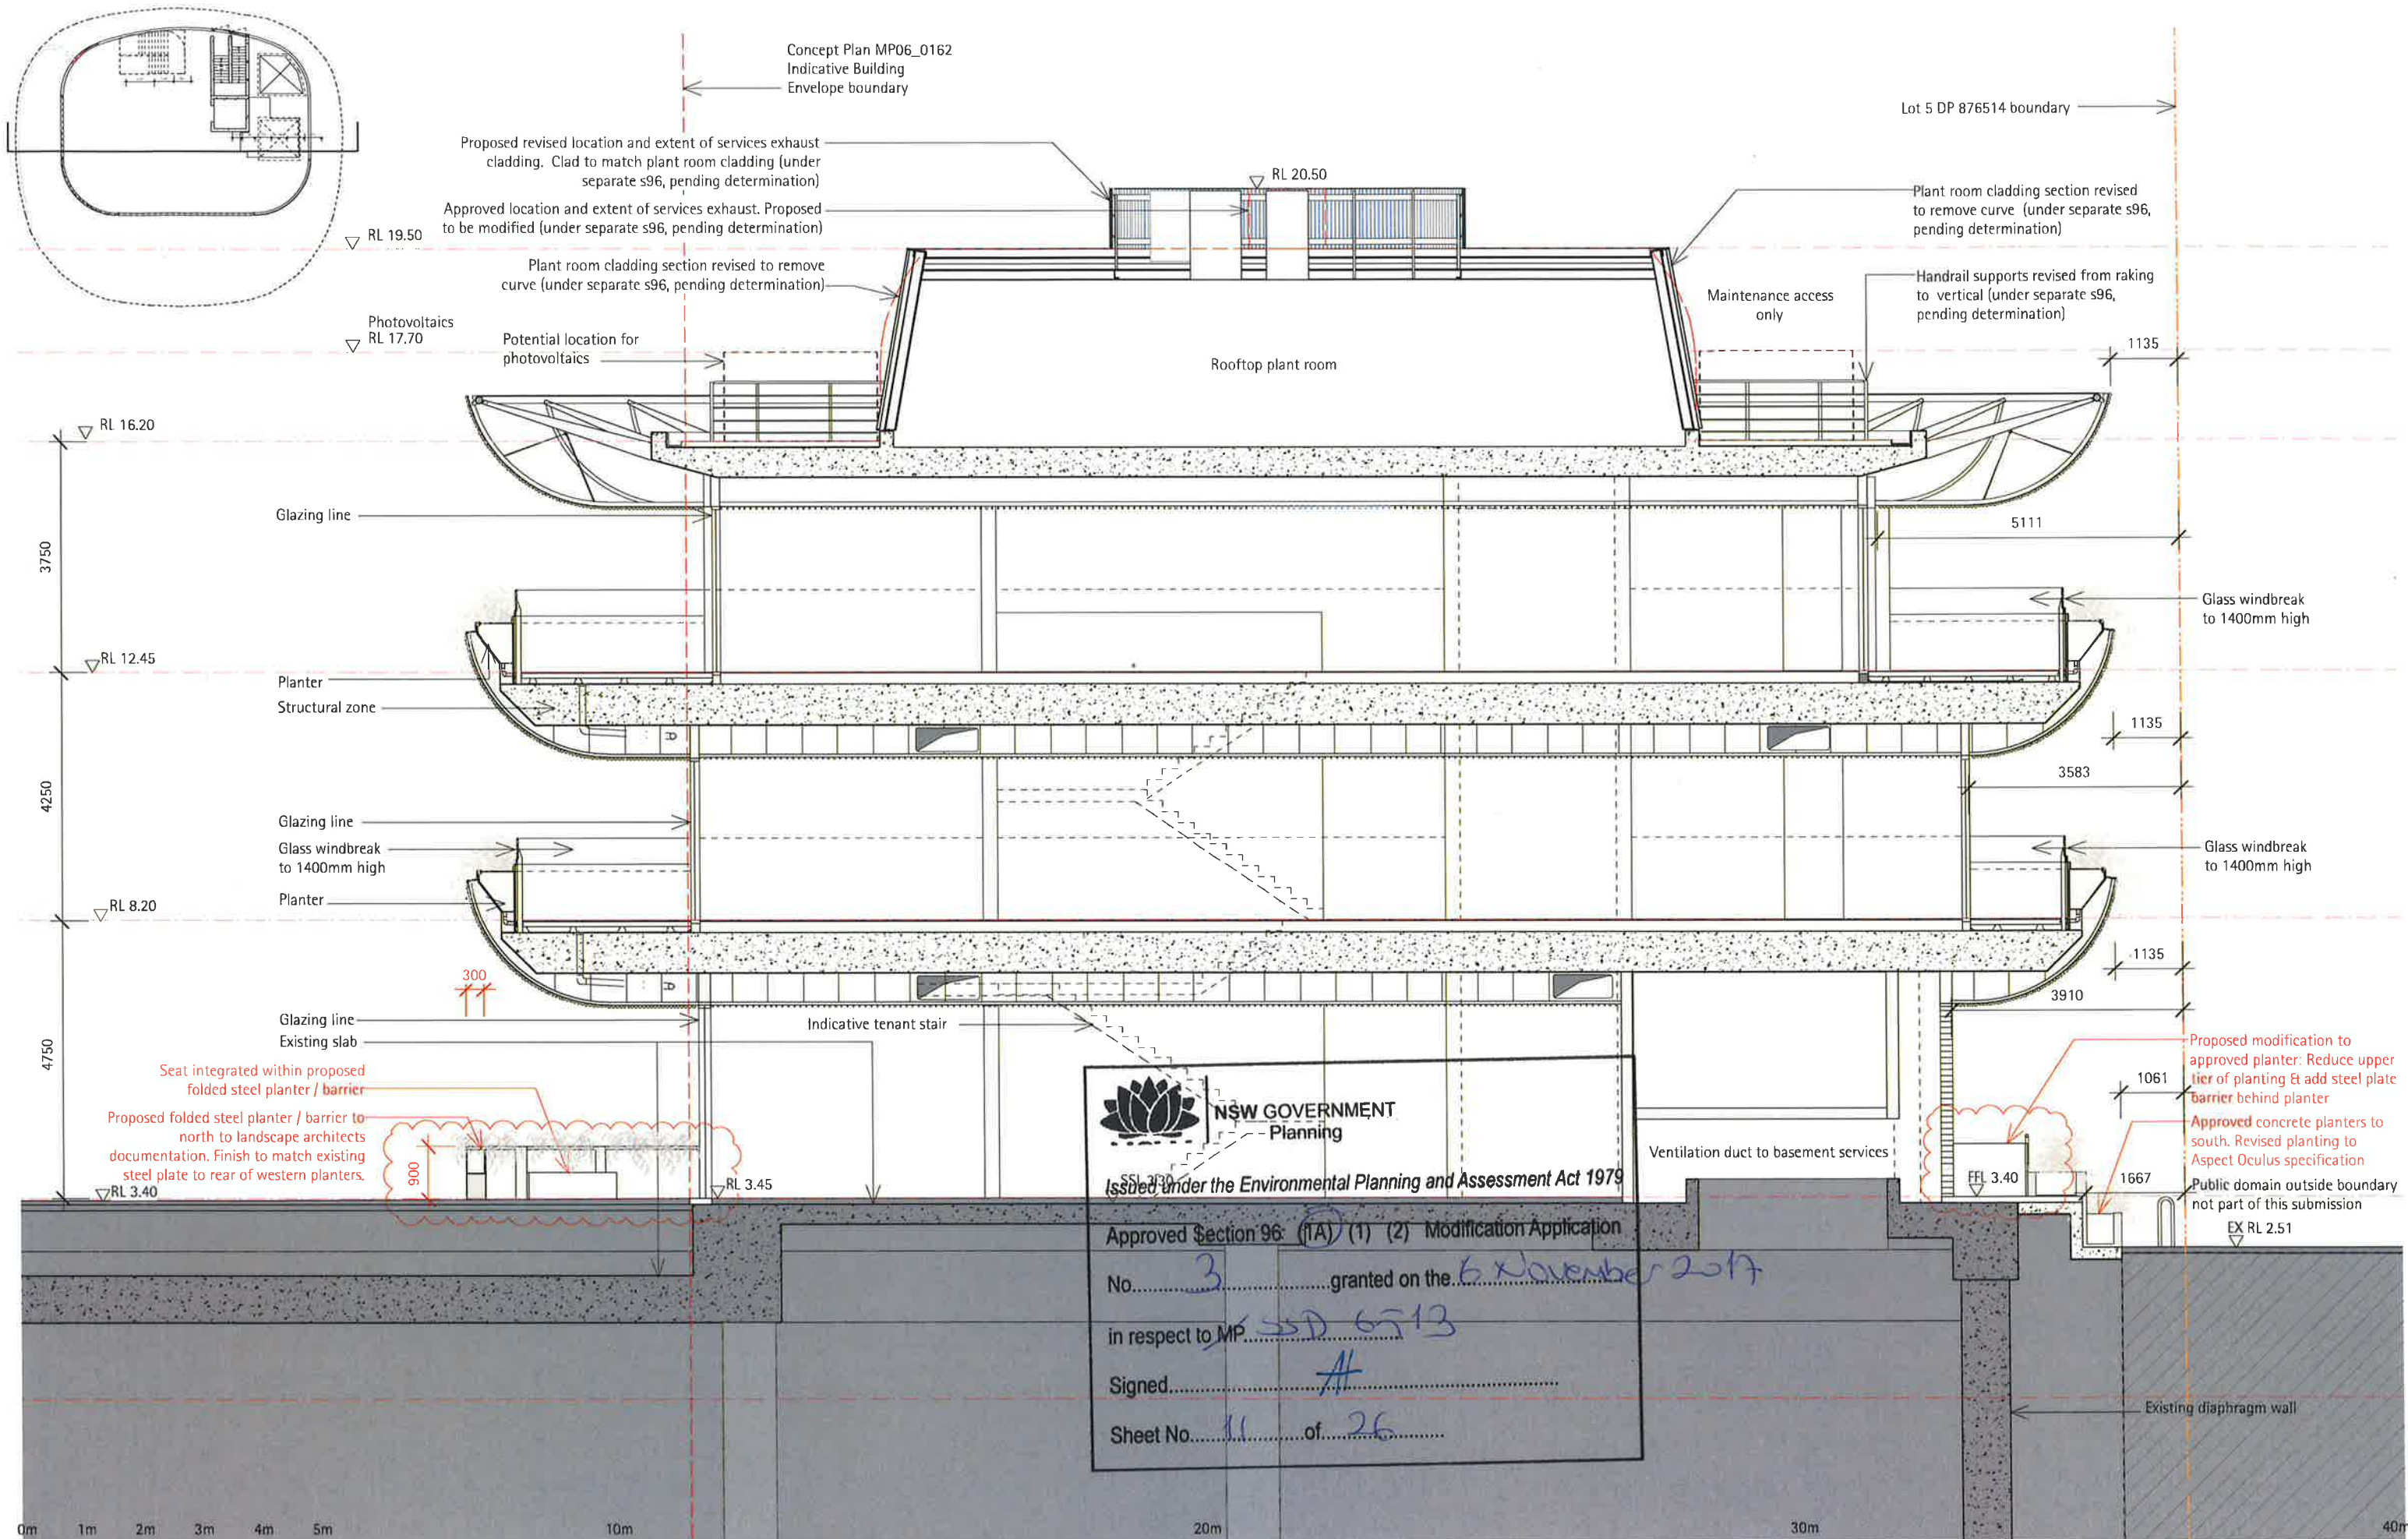 Concept Plan MP06_0162
Indicative Building
Envelope boundary
Lot 5 DP 876514 boundary
Proposed revised location and extent of services exhaust
cladding. Clad to match plant room cladding (under
separate s96, pending determination)
RL 20.50
Approved location and extent of services exhaust. Proposed
to be modified (under separate s96, pending determination)
Plant room cladding section revised
to remove curve (under separate s96,
pending determination)
RL 19.50
Plant room cladding section revised to remove
curve (under separate s96, pending determination)
Handrail supports revised from raking
to vertical (under separate s96,
pending determination)
Maintenance access
only
Photovoltaics
RL 17.70
Potential location for
photovoltaics
Rooftop plant room
1135
RL 16.20
Glazing line
5111
3750
Glass windbreak
to 1400mm high
RL 12.45
Planter
Structural zone
1135
3583
4250
Glazing line
Glass windbreak
to 1400mm high
Glass windbreak
to 1400mm high
Planter
RL 8.20
1135
300
3910
Glazing line
Indicative tenant stair
Existing slab
4750
Proposed modification to
approved planter: Reduce upper
tier of planting & add steel plate
barrier behind planter
1061
Seat integrated within proposed
folded steel planter / barrier
Proposed folded steel planter / barrier to
north to landscape architects
documentation. Finish to match existing
steel plate to rear of western planters.
Approved concrete planters to
south. Revised planting to
Aspect Oculus specification
900
RL 3.40
RL 3.45
SSL 3.30
Ventilation duct to basement services
FFL 3.40
1667
Public domain outside boundary
not part of this submission
EX RL 2.51
NSW GOVERNMENT
Planning
Issued under the Environmental Planning and Assessment Act 1979
Approved Section 96: (1A) (1) (2) Modification Application
No. 3 granted on the 6 November 2017
in respect to MP SSD 6513
Signed
Sheet No. 11 of 26
Existing diaphragm wall
0m 1m 2m 3m 4m 5m 10m 20m 30m 40m